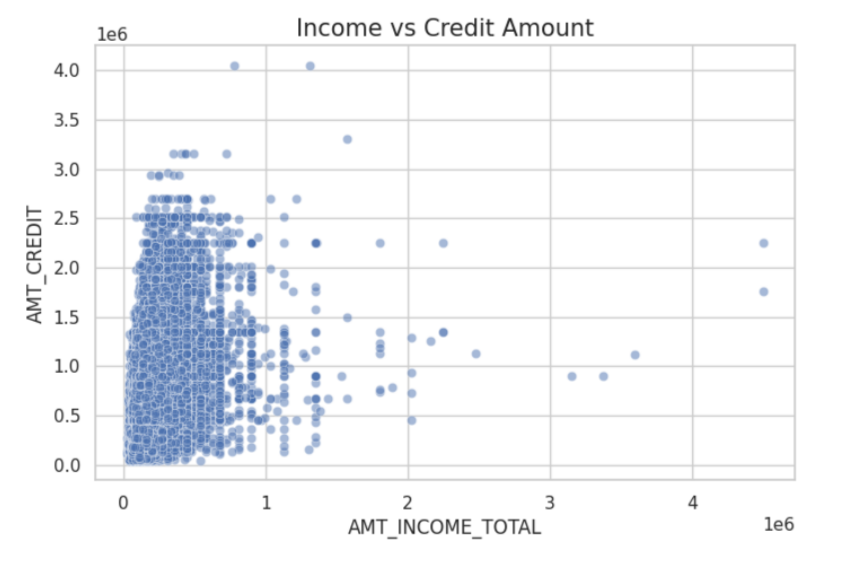 Income vs Credit Amount
1e6
4.0
3.5
3.0
2.5
2.0
1.5
1.0
0.5
0.0
AMT_CREDIT
0 1 2 3 4
AMT_INCOME_TOTAL
1e6